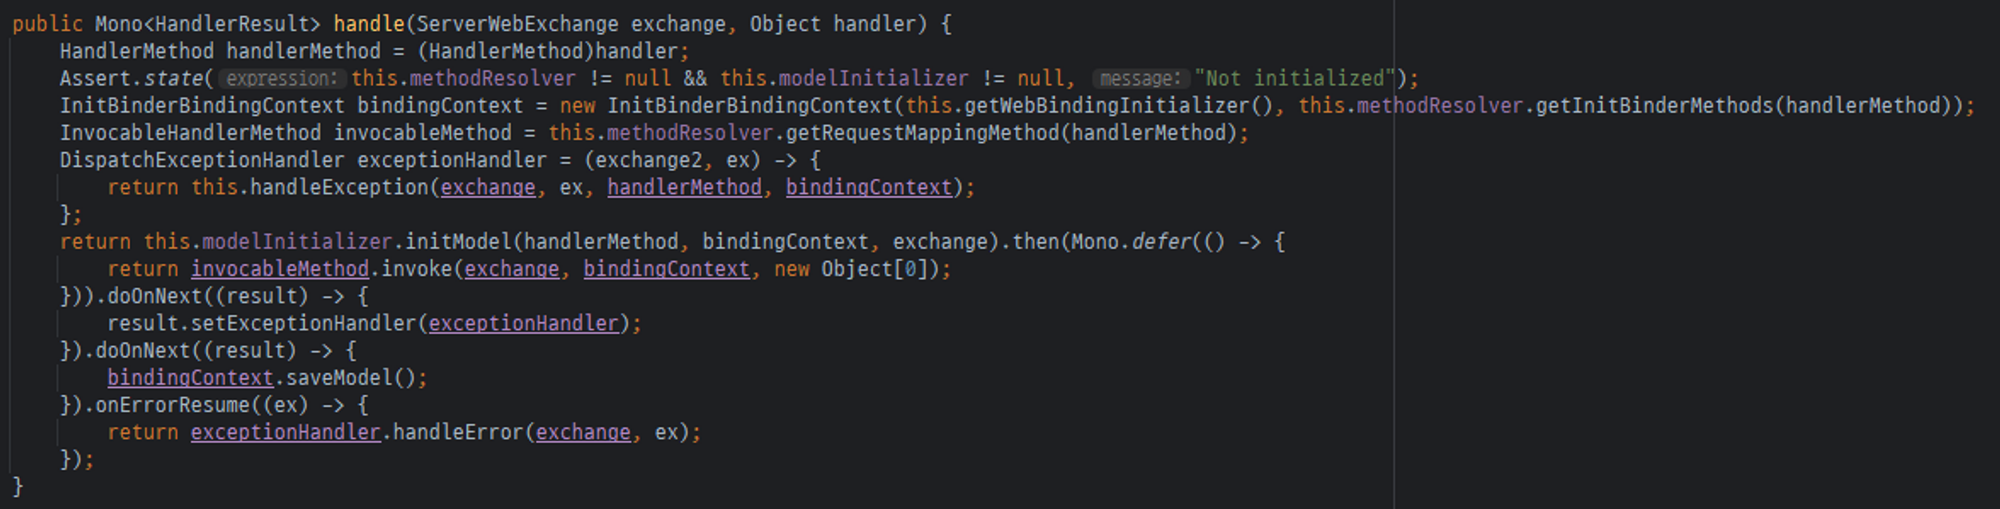 public Mono<HandlerResult> handle(ServerWebExchange exchange, Object handler) {
HandlerMethod handlerMethod = (HandlerMethod)handler;
Assert.state( expression: this.methodResolver != null && this.modelInitializer != null, message: "Not initialized");
InitBinderBindingContext bindingContext = new InitBinderBindingContext(this.getWebBindingInitializer(), this.methodResolver.getInitBinderMethods(handlerMethod));
InvocableHandlerMethod invocableMethod = this.methodResolver.getRequestMappingMethod(handlerMethod);
DispatchExceptionHandler exceptionHandler = (exchange2, ex) -> {
return this.handleException(exchange, ex, handlerMethod, bindingContext);
};
return this.modelInitializer.initModel(handlerMethod, bindingContext, exchange).then(Mono.defer(() -> {
return invocableMethod.invoke(exchange, bindingContext, new Object[0]);
})).doOnNext((result) -> {
result.setExceptionHandler(exceptionHandler);
}).doOnNext((result) -> {
bindingContext.saveModel();
}).onErrorResume((ex) -> {
return exceptionHandler.handleError(exchange, ex);
});
}